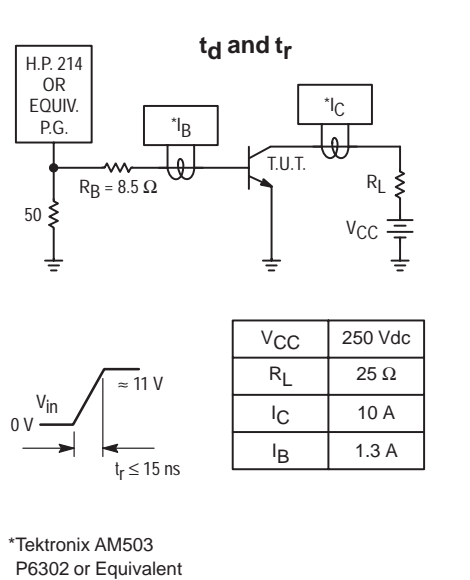 td and tr
H.P. 214
OR
EQUIV.
P.G.
*IB
*IC
T.U.T.
RB = 8.5 Ω
RL
50
VCC
VCC 250 Vdc
RL 25 Ω
IC 10 A
IB 1.3 A
≈ 11 V
Vin
0 V
tr ≤ 15 ns
*Tektronix AM503
P6302 or Equivalent